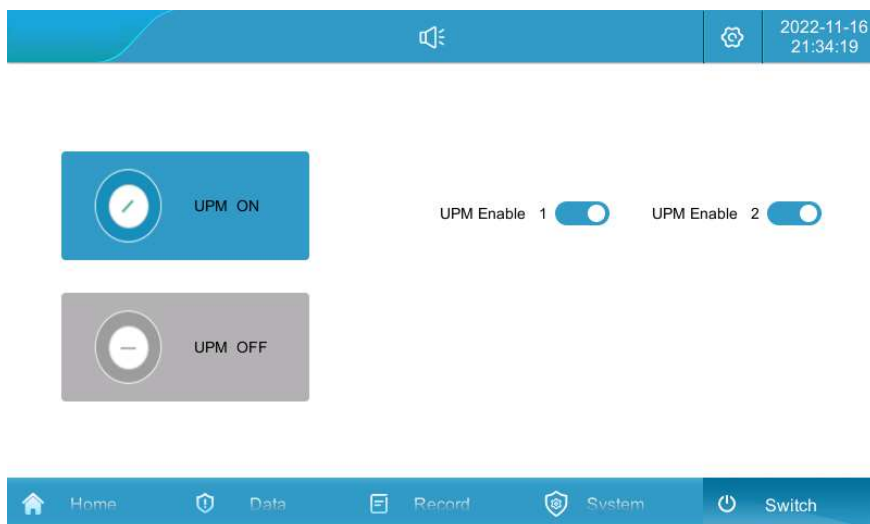 2022-11-16
21:34:19
UPM ON
UPM Enable 1
UPM Enable 2
UPM OFF
Home
Data
Record
System
Switch